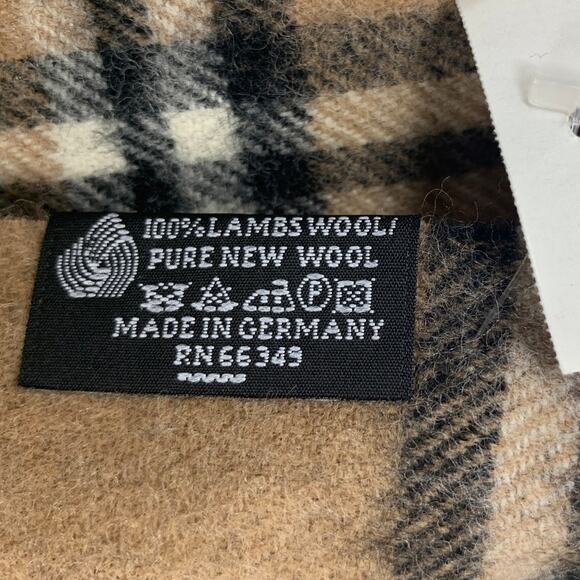 100% LAMBSWOOL/
PURE NEW WOOL
P
MADE IN GERMANY
RN 66349